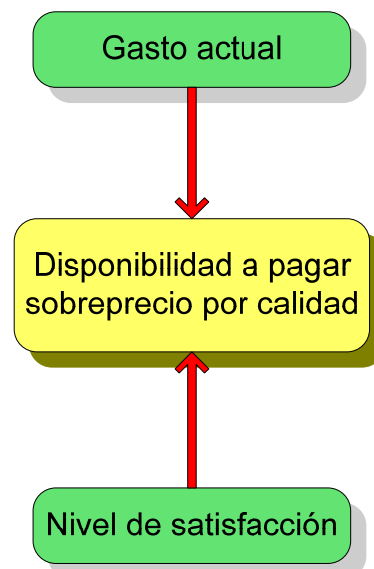 Gasto actual
Disponibilidad a pagar
sobreprecio por calidad
Nivel de satisfacción